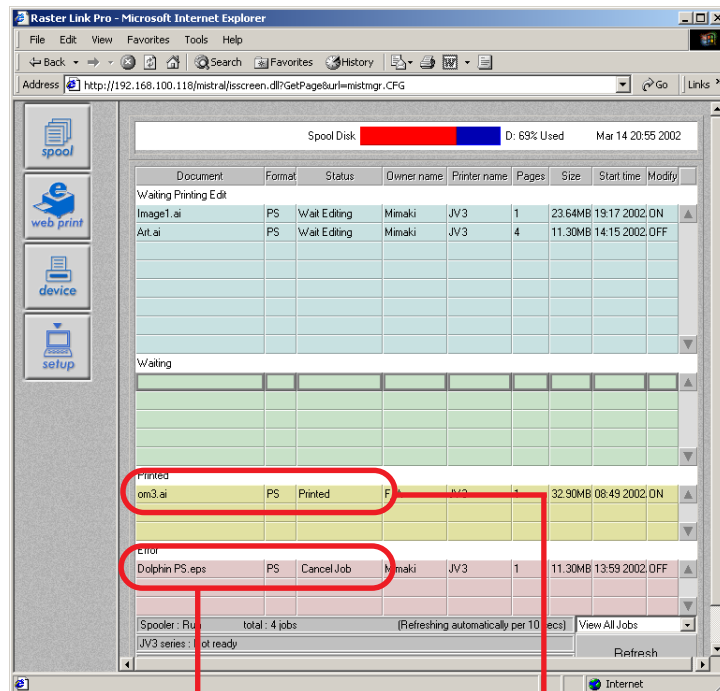 Raster Link Pro - Microsoft Internet Explorer
File Edit View Favorites Tools Help
Back Search Favorites History
Address http://192.168.100.118/mistral/isscreen.dll?GetPage&url=mistmgr.CFG Go Links »
spool
web print
device
setup
Spool Disk D: 69% Used Mar 14 20:55 2002
Document Format Status Owner name Printer name Pages Size Start time Modify
Waiting Printing Edit
Image1.ai PS Wait Editing Mimaki JV3 1 23.64MB 19:17 2002. ON
Art.ai PS Wait Editing Mimaki JV3 4 11.30MB 14:15 2002. OFF
Waiting
Printed
om3.ai PS Printed JV3 1 32.90MB 08:49 2002. ON
Error
Dolphin PS.eps PS Cancel Job Mimaki JV3 1 11.30MB 13:59 2002. OFF
Spooler : Run total : 4 jobs (Refreshing automatically per 10 secs) View All Jobs
JV3 series : Not ready
Refresh
Internet